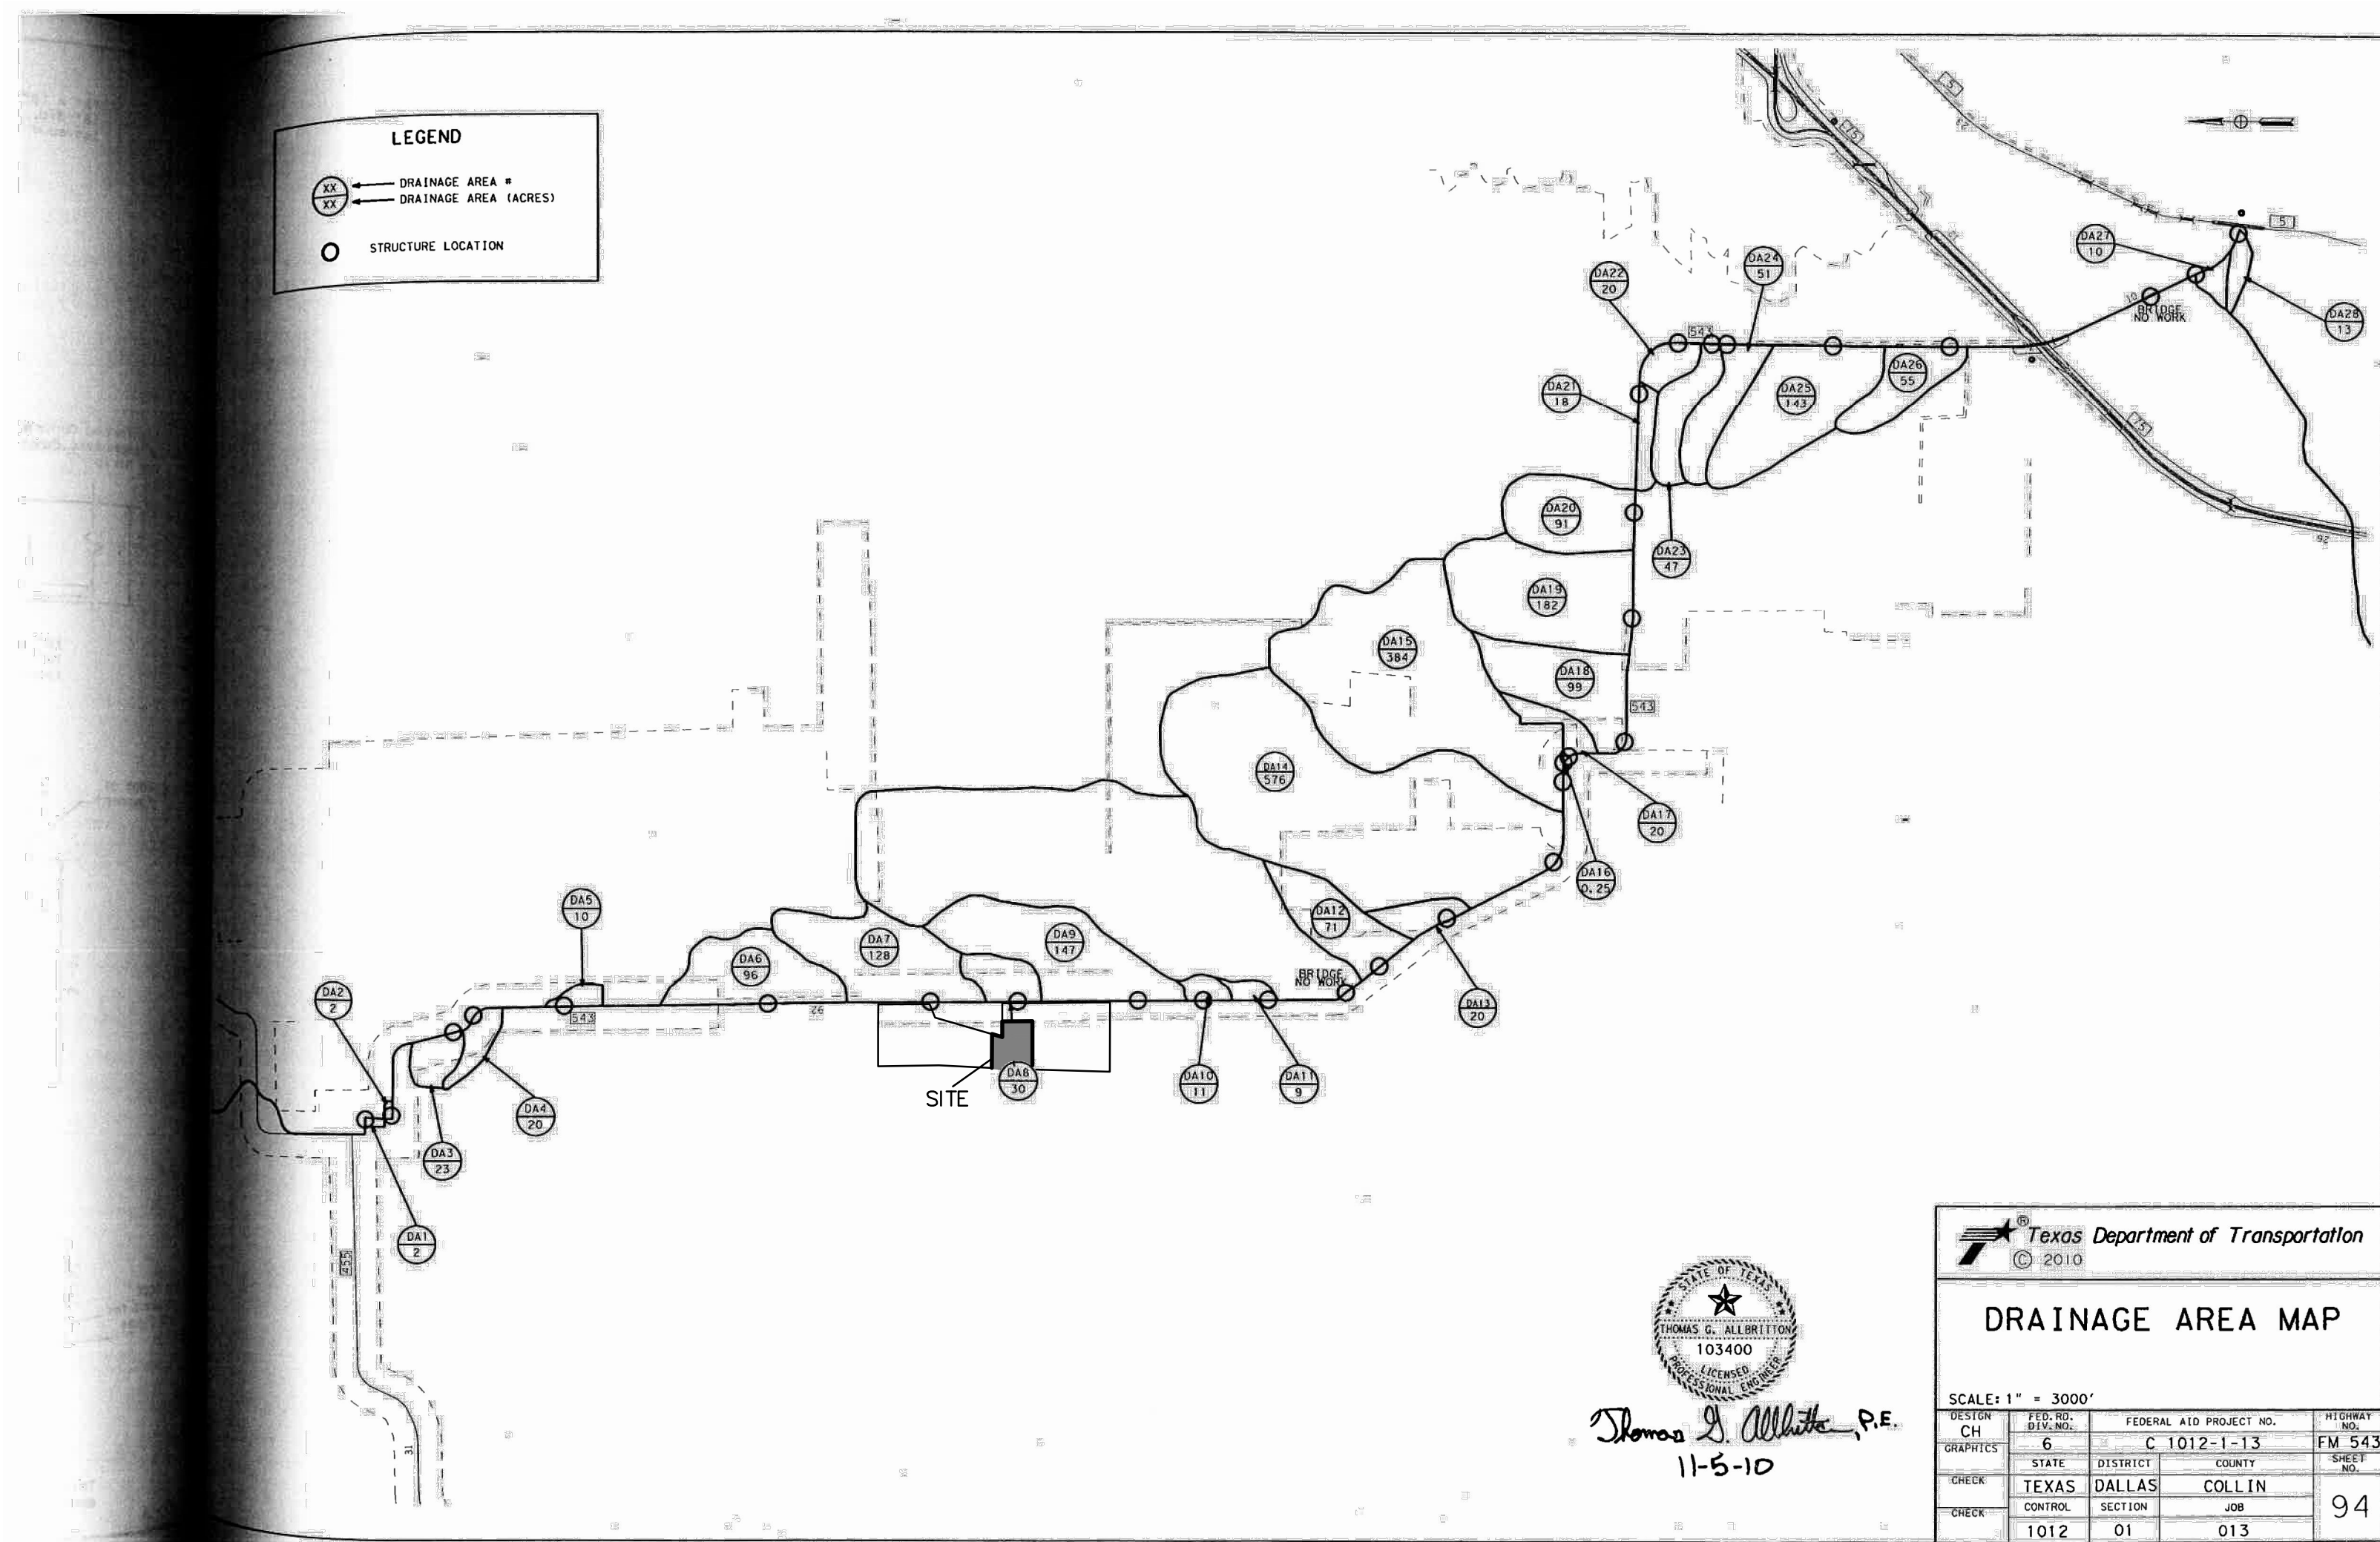 LEGEND
XX
XX
DRAINAGE AREA #
DRAINAGE AREA (ACRES)
STRUCTURE LOCATION
5
75
5
DA27
10
10
BRIDGE
NO WORK
DA28
13
DA22
20
DA24
51
543
DA21
18
DA25
143
DA26
55
75
DA20
91
DA23
47
DA19
182
DA15
384
DA18
99
543
DA14
576
DA17
20
DA16
0.25
DA5
10
DA6
96
DA7
128
DA9
147
DA12
71
BRIDGE
NO WORK
DA2
2
543
DA13
20
DA8
30
SITE
DA10
11
DA11
9
DA4
20
DA3
23
DA1
2
455
31
STATE OF TEXAS
THOMAS G. ALLBRITTON
103400
LICENSED
PROFESSIONAL ENGINEER
Thomas G. Allbritton, P.E.
11-5-10
® Texas Department of Transportation
© 2010
DRAINAGE AREA MAP
SCALE: 1" = 3000'
DESIGN
CH
GRAPHICS
CHECK
CHECK
FED. RD.
DIV. NO.
FEDERAL AID PROJECT NO.
HIGHWAY
NO.
6
C 1012-1-13
FM 543
STATE
DISTRICT
COUNTY
SHEET
NO.
TEXAS
DALLAS
COLLIN
94
CONTROL
SECTION
JOB
1012
01
013